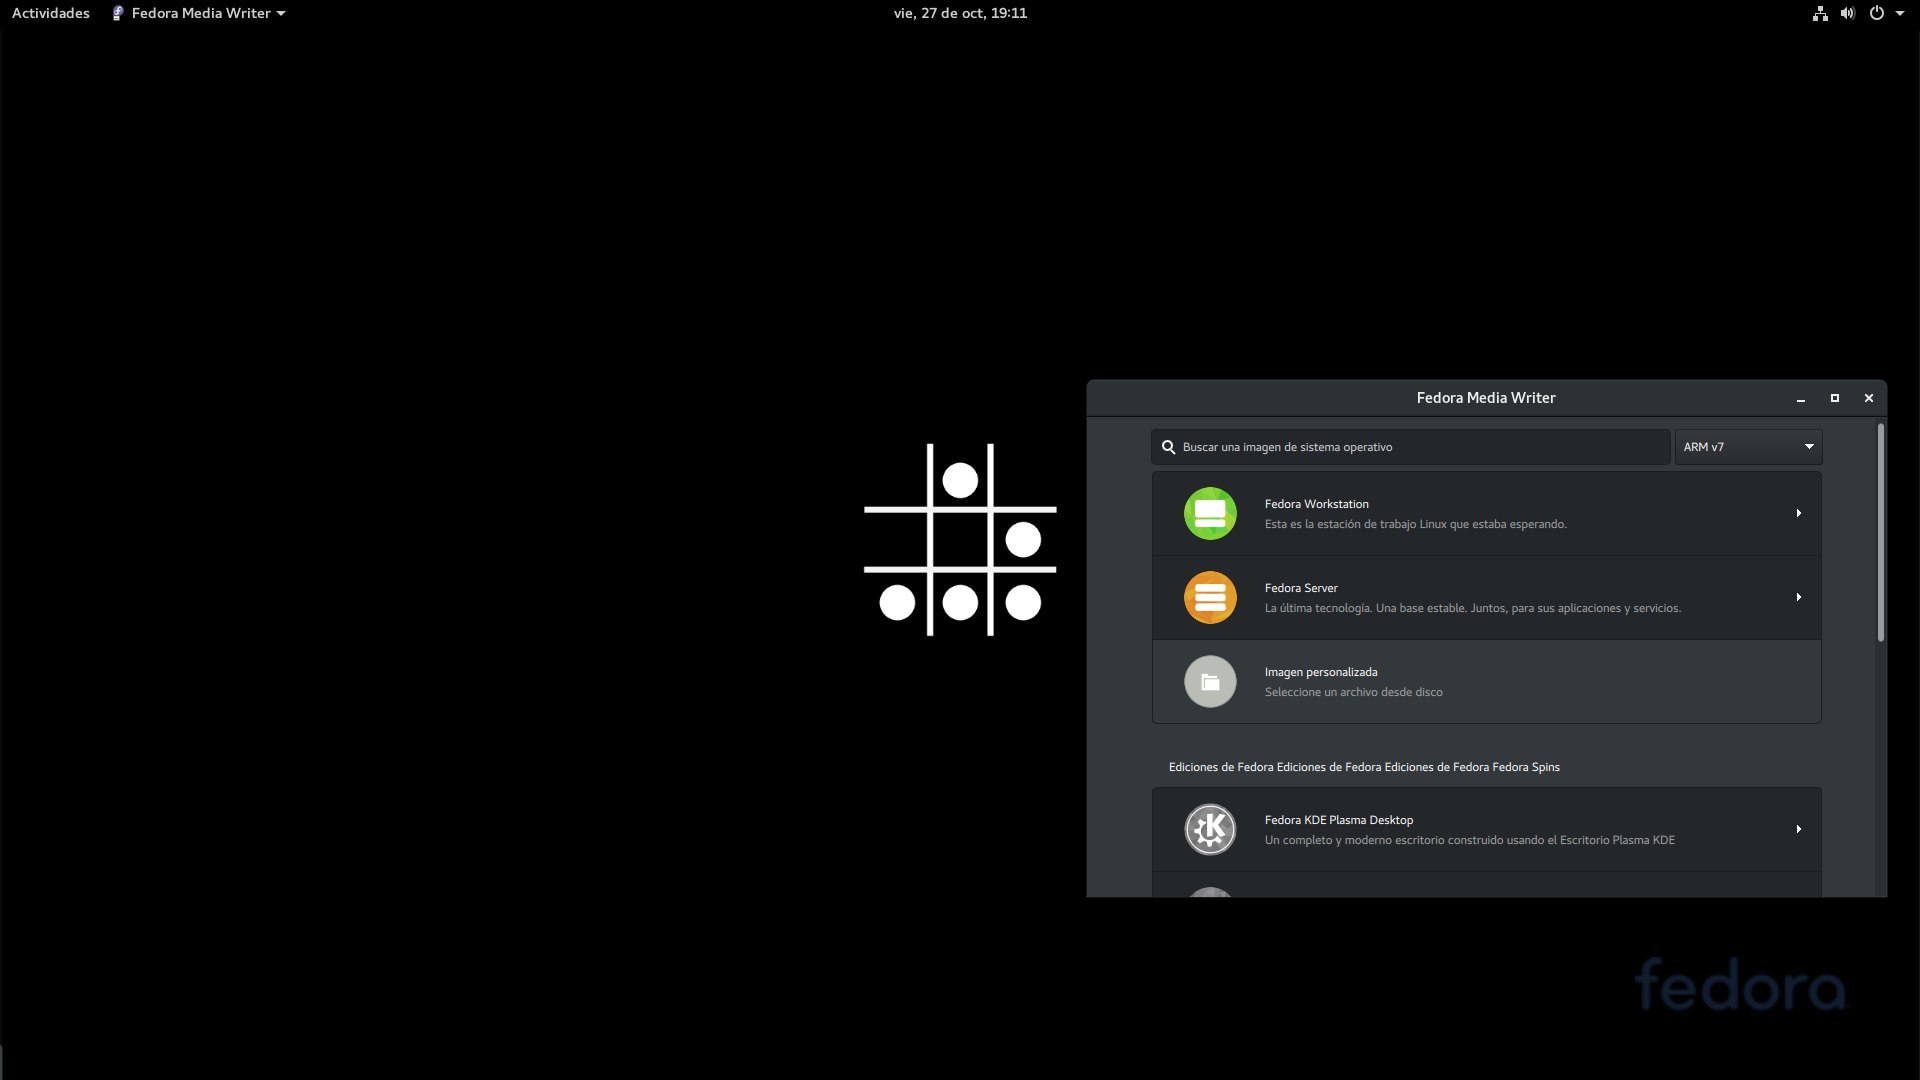 Actividades Fedora Media Writer vie, 27 de oct, 19:11
Fedora Media Writer
Buscar una imagen de sistema operativo ARM v7
Fedora Workstation
Esta es la estación de trabajo Linux que estaba esperando.
Fedora Server
La última tecnología. Una base estable. Juntos, para sus aplicaciones y servicios.
Imagen personalizada
Seleccione un archivo desde disco
Ediciones de Fedora Ediciones de Fedora Ediciones de Fedora Fedora Spins
Fedora KDE Plasma Desktop
Un completo y moderno escritorio construido usando el Escritorio Plasma KDE
fedora